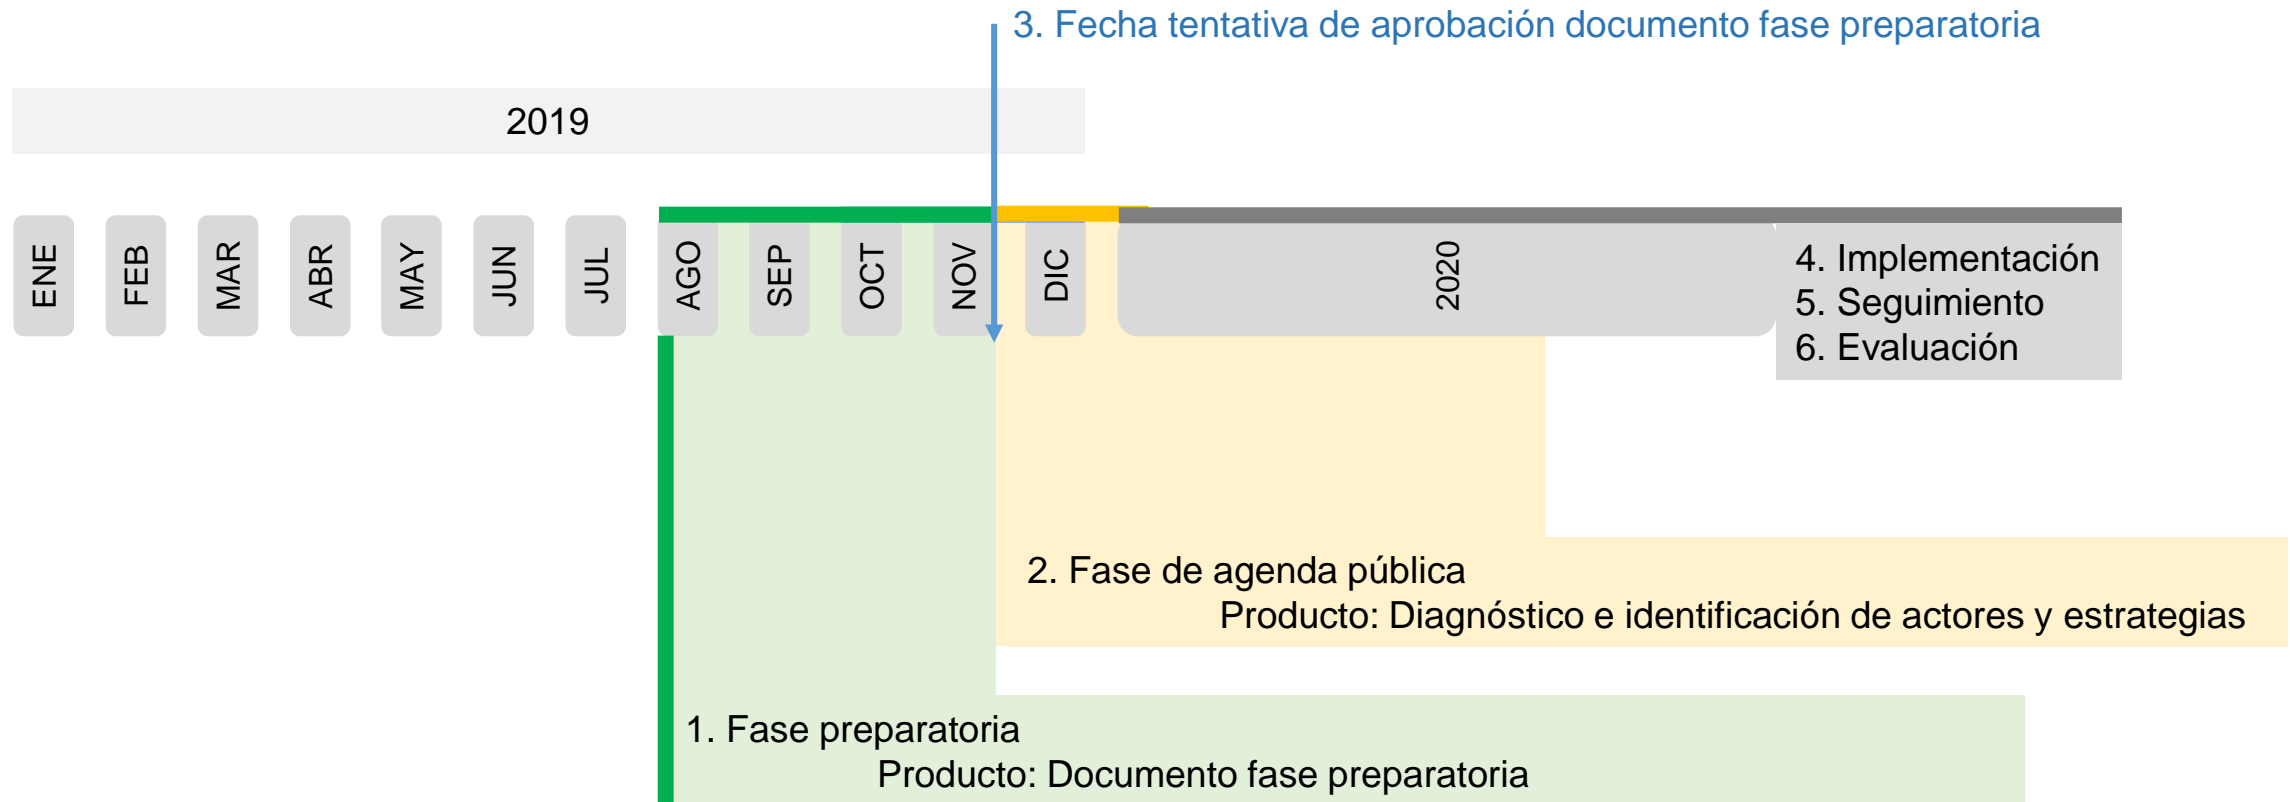 3. Fecha tentativa de aprobación documento fase preparatoria
2019
ENE
FEB
MAR
ABR
MAY
JUN
JUL
AGO
SEP
OCT
NOV
DIC
2020
4. Implementación
5. Seguimiento
6. Evaluación
2. Fase de agenda pública
Producto: Diagnóstico e identificación de actores y estrategias
1. Fase preparatoria
Producto: Documento fase preparatoria